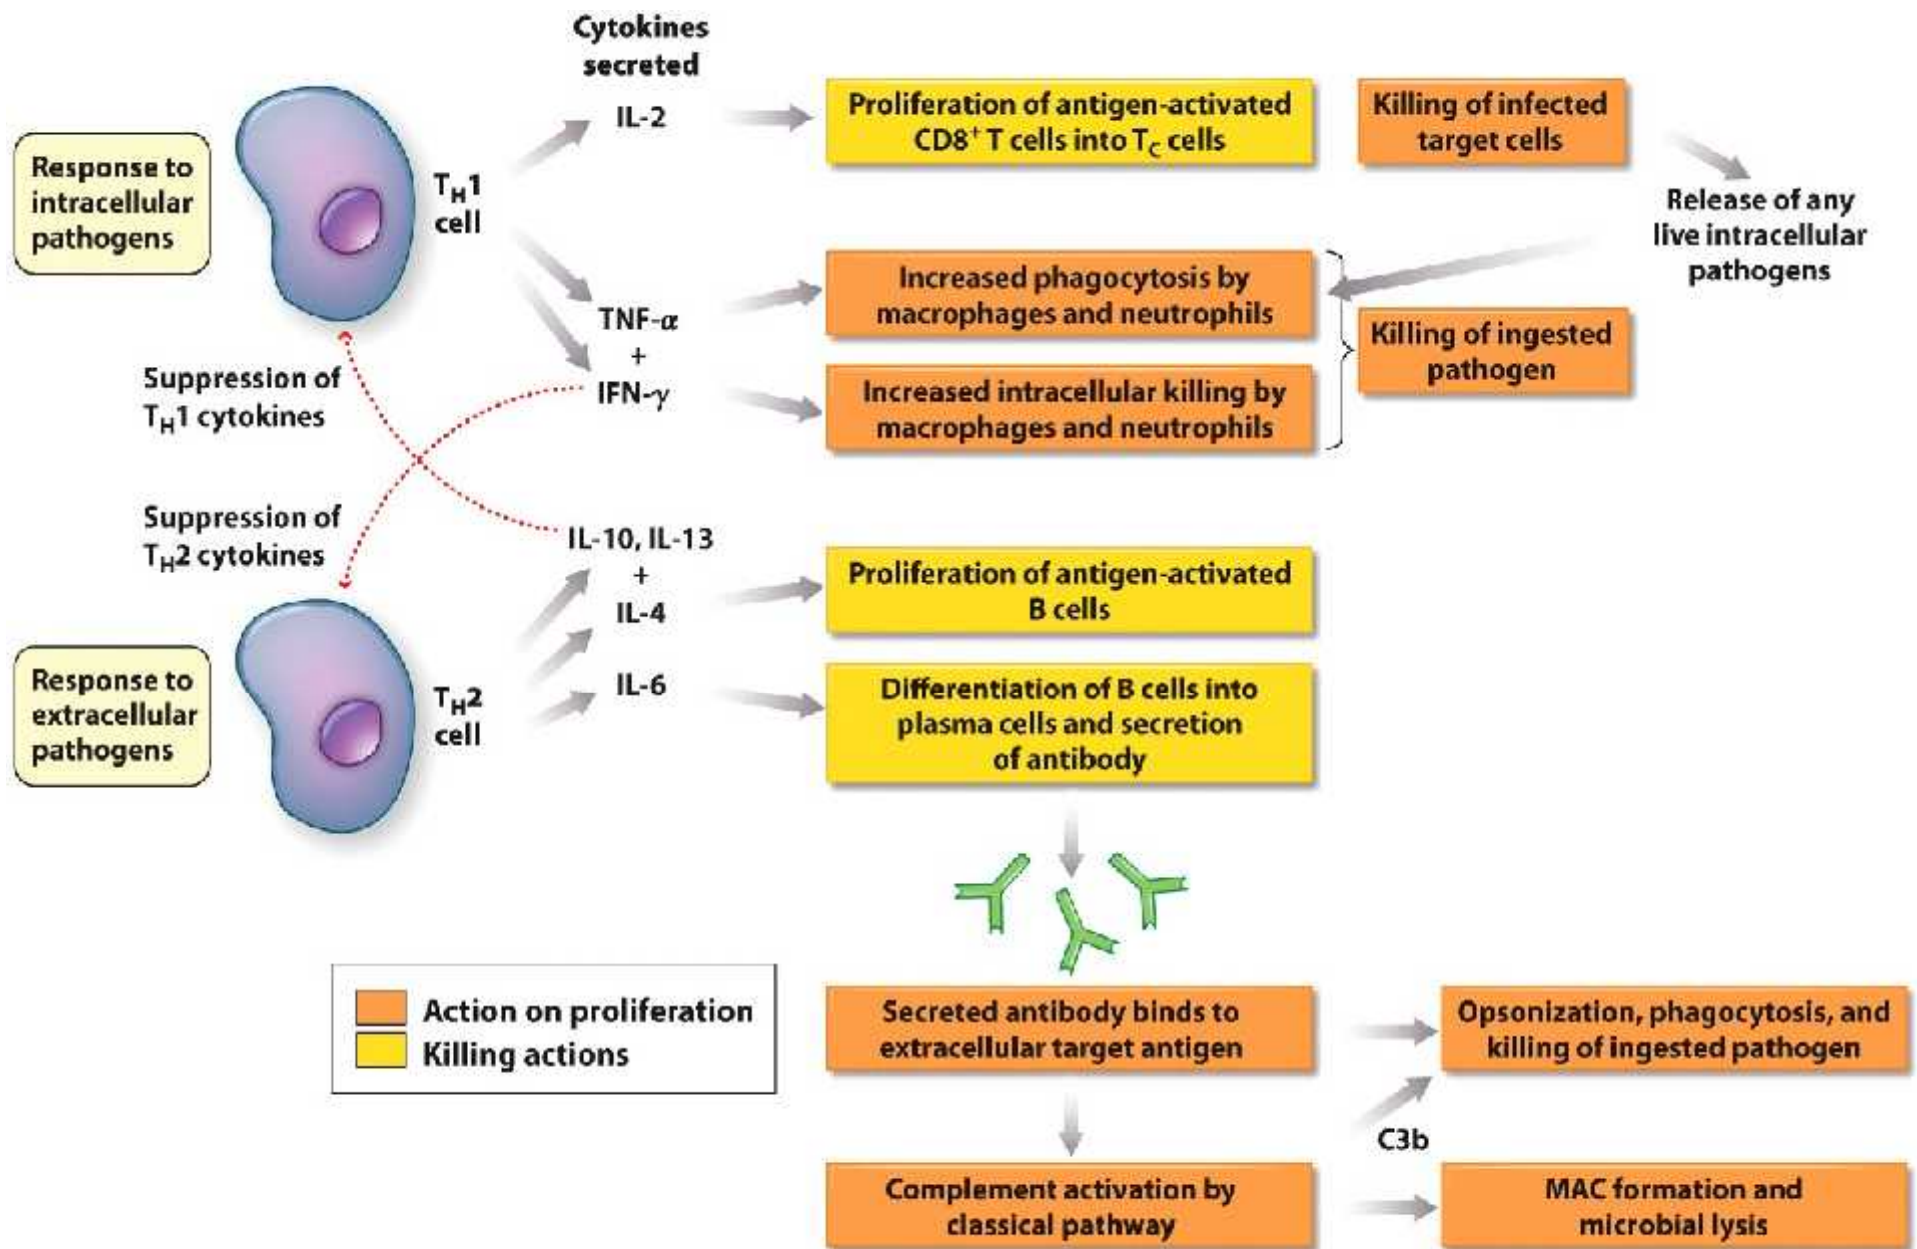 Cytokines
secreted
Response to
intracellular
pathogens
TH1
cell
IL-2
Proliferation of antigen-activated
CD8+ T cells into TC cells
Killing of infected
target cells
Release of any
live intracellular
pathogens
TNF-α
+
IFN-γ
Increased phagocytosis by
macrophages and neutrophils
Increased intracellular killing by
macrophages and neutrophils
Killing of ingested
pathogen
Suppression of
TH1 cytokines
Suppression of
TH2 cytokines
Response to
extracellular
pathogens
TH2
cell
IL-10, IL-13
+
IL-4
IL-6
Proliferation of antigen-activated
B cells
Differentiation of B cells into
plasma cells and secretion
of antibody
Action on proliferation
Killing actions
Secreted antibody binds to
extracellular target antigen
Opsonization, phagocytosis, and
killing of ingested pathogen
C3b
Complement activation by
classical pathway
MAC formation and
microbial lysis